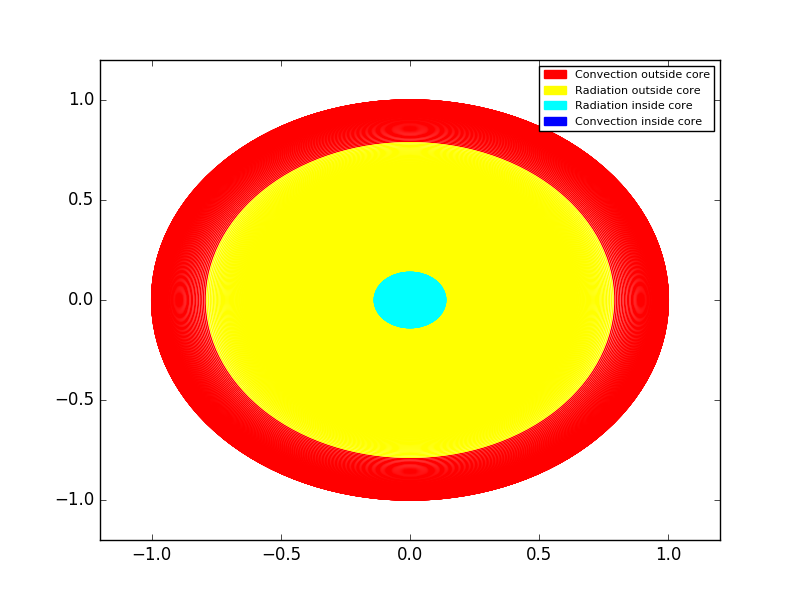 Convection outside core
Radiation outside core
Radiation inside core
Convection inside core
1.0
0.5
0.0
−0.5
−1.0
−1.0 −0.5 0.0 0.5 1.0